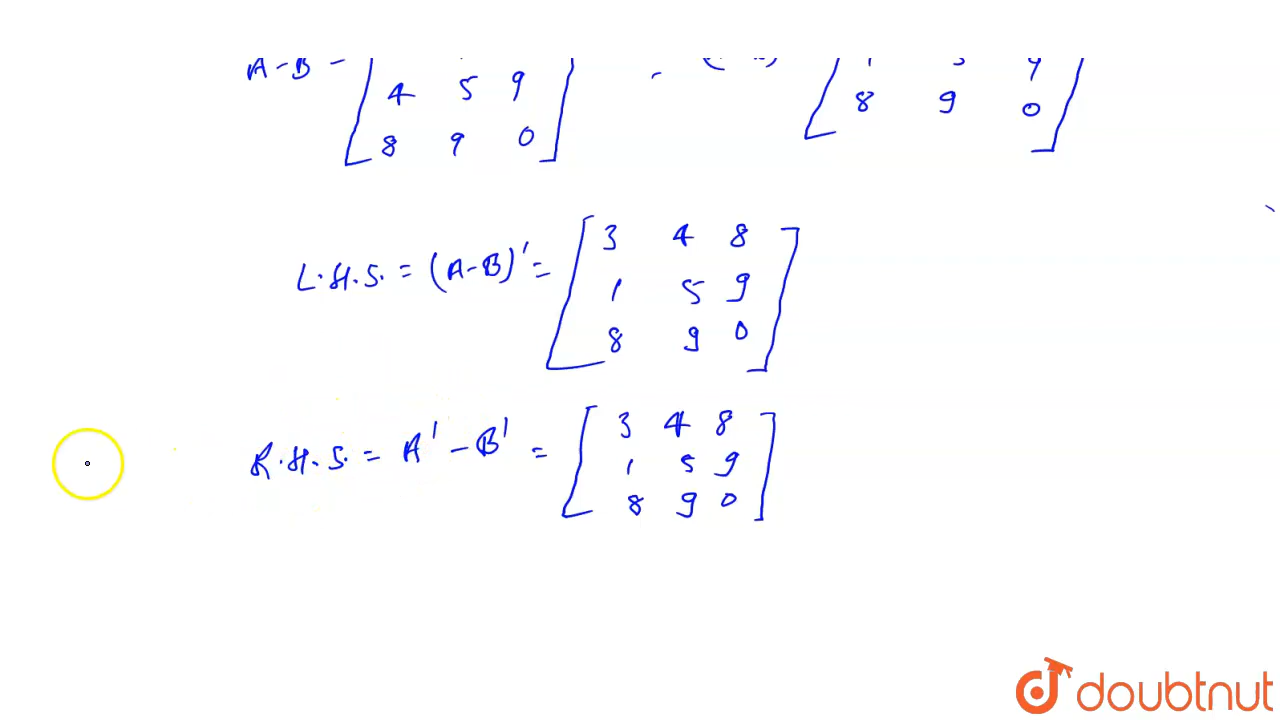 A-B =
4 5 9
8 9 0
8 9 0
L.H.S. = (A-B)' = [3 4 8
1 5 9
8 9 0]
R.H.S. = A' - B' = [3 4 8
1 5 9
8 9 0]
doubtnut